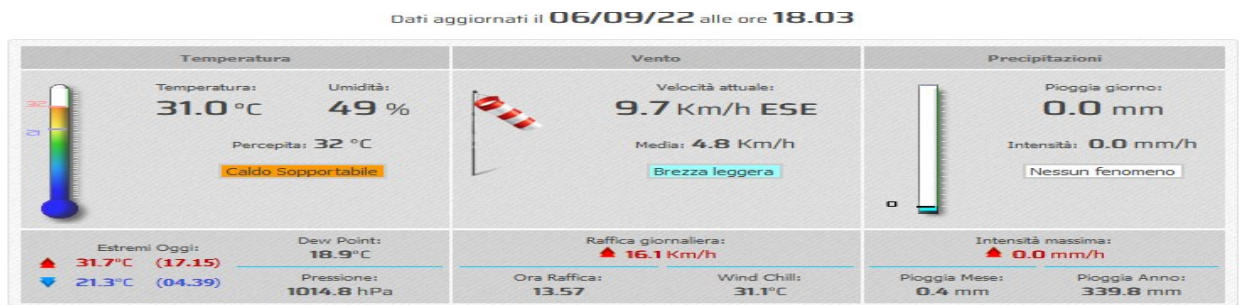 Dati aggiornati il 06/09/22 alle ore 18.03
Temperatura
Vento
Precipitazioni
32
21
Temperatura:
31.0 °C
Umidità:
49 %
Percepita: 32 °C
Caldo Sopportabile
Velocità attuale:
9.7 Km/h ESE
Media: 4.8 Km/h
Brezza leggera
0
Pioggia giorno:
0.0 mm
Intensità: 0.0 mm/h
Nessun fenomeno
Estremi Oggi:
31.7°C (17.15)
21.3°C (04.39)
Dew Point:
18.9°C
Pressione:
1014.8 hPa
Raffica giornaliera:
16.1 Km/h
Ora Raffica:
13.57
Wind Chill:
31.1°C
Intensità massima:
0.0 mm/h
Pioggia Mese:
0.4 mm
Pioggia Anno:
339.8 mm